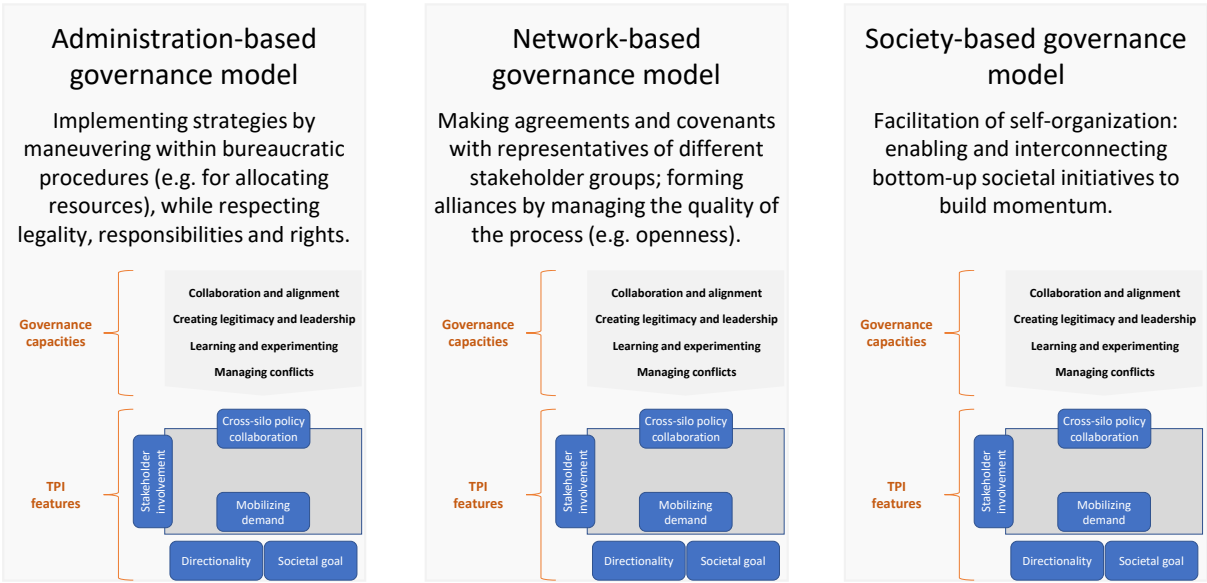 Administration-based
governance model
Implementing strategies by
maneuvering within bureaucratic
procedures (e.g. for allocating
resources), while respecting
legality, responsibilities and rights.
Governance
capacities
Collaboration and alignment
Creating legitimacy and leadership
Learning and experimenting
Managing conflicts
TPI
features
Cross-silo policy
collaboration
Stakeholder
involvement
Mobilizing
demand
Directionality
Societal goal
Network-based
governance model
Making agreements and covenants
with representatives of different
stakeholder groups; forming
alliances by managing the quality of
the process (e.g. openness).
Governance
capacities
Collaboration and alignment
Creating legitimacy and leadership
Learning and experimenting
Managing conflicts
TPI
features
Cross-silo policy
collaboration
Stakeholder
involvement
Mobilizing
demand
Directionality
Societal goal
Society-based governance
model
Facilitation of self-organization:
enabling and interconnecting
bottom-up societal initiatives to
build momentum.
Governance
capacities
Collaboration and alignment
Creating legitimacy and leadership
Learning and experimenting
Managing conflicts
TPI
features
Cross-silo policy
collaboration
Stakeholder
involvement
Mobilizing
demand
Directionality
Societal goal